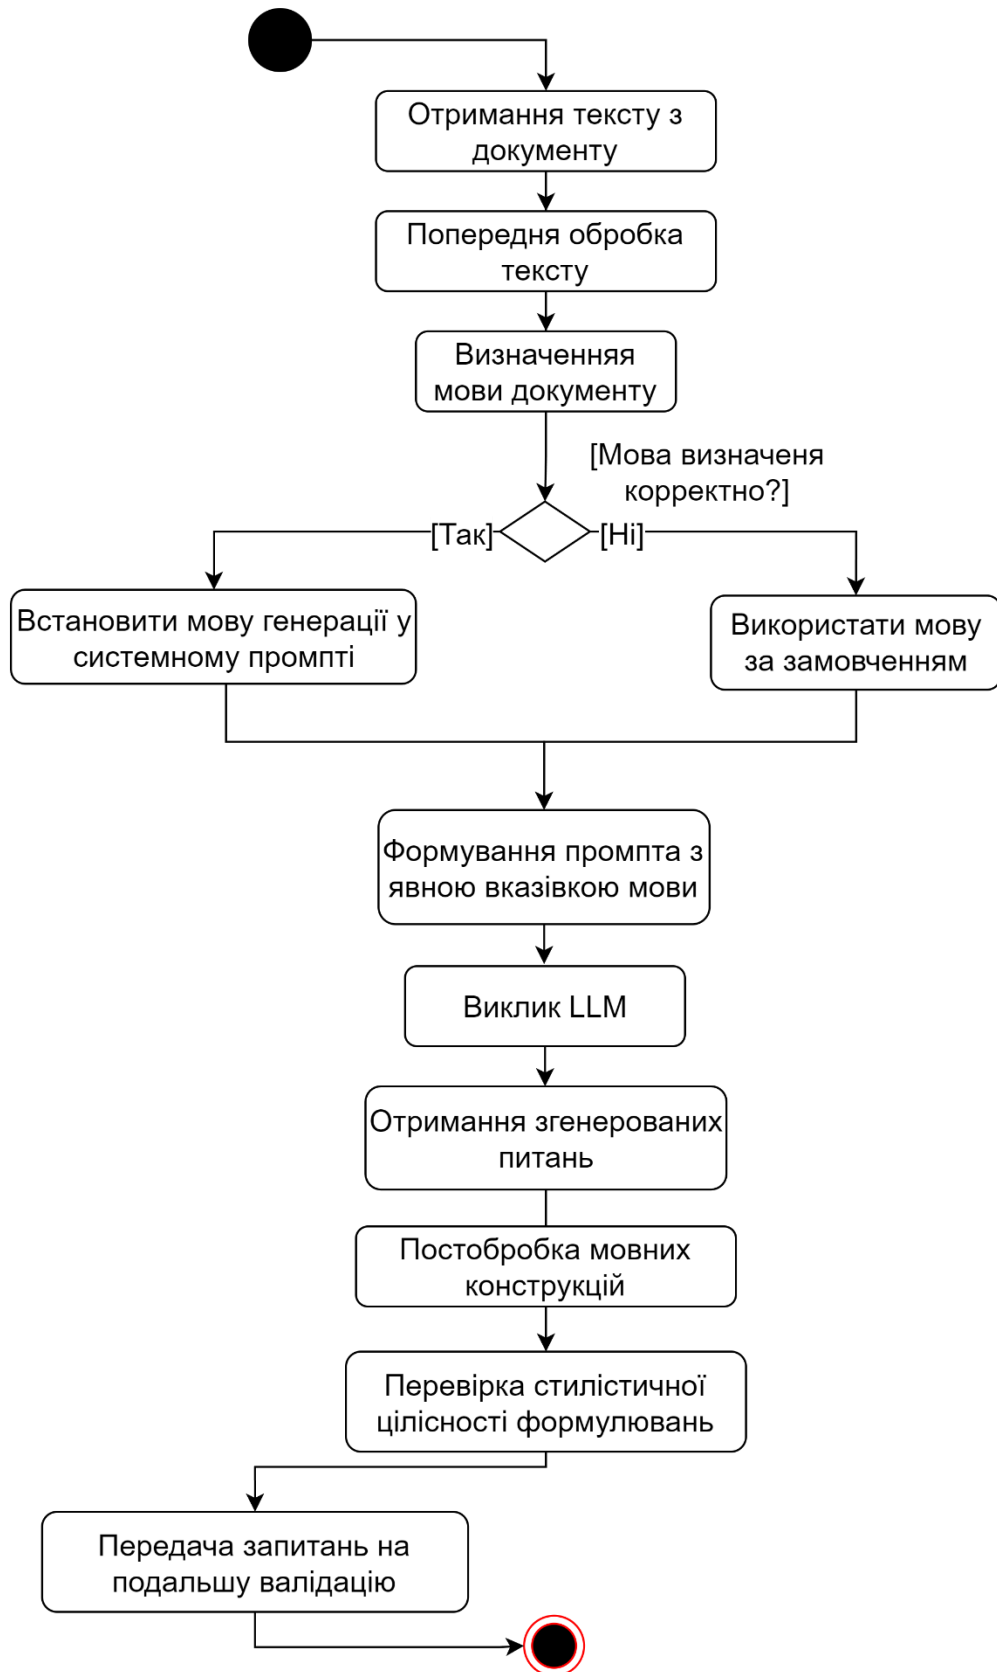 Отримання тексту з
документу
Попередня обробка
тексту
Визначенняя
мови документу
[Мова визначеня
корректно?]
[Так]
[Ні]
Встановити мову генерації у
системному промпті
Використати мову
за замовченням
Формування промпта з
явною вказівкою мови
Виклик LLM
Отримання згенерованих
питань
Постобробка мовних
конструкцій
Перевірка стилістичної
цілісності формулювань
Передача запитань на
подальшу валідацію